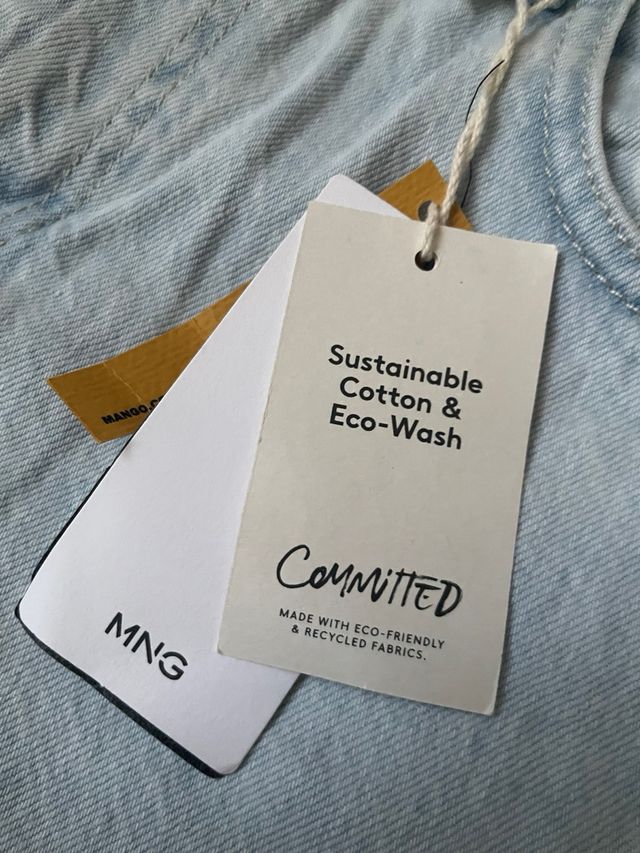 Sustainable
Cotton &
Eco-Wash
COMMITTED
MADE WITH ECO-FRIENDLY
& RECYCLED FABRICS.
MNG